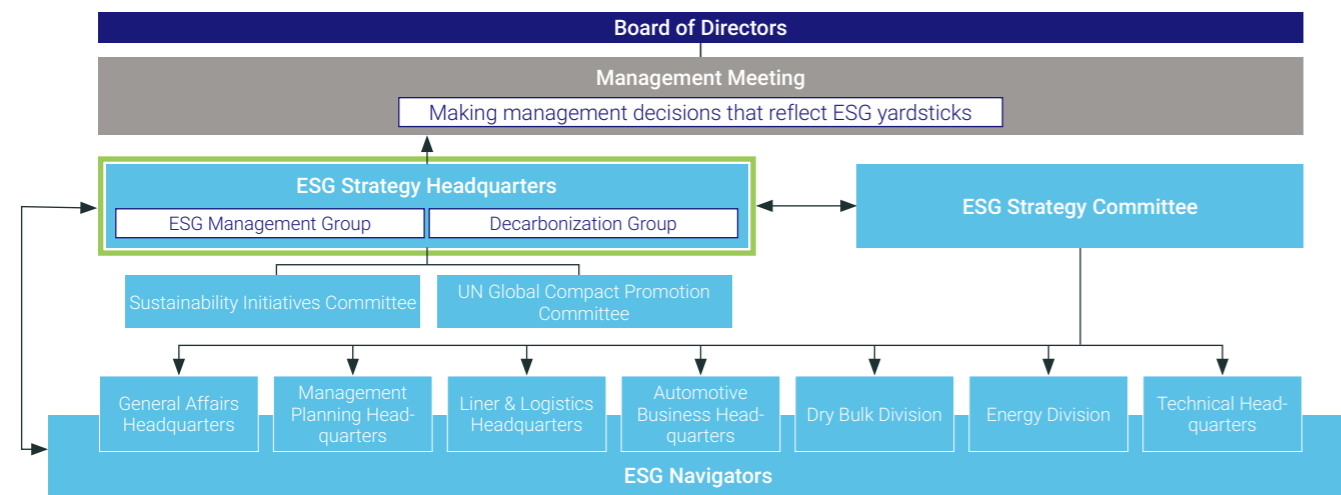 Board of Directors
Management Meeting
Making management decisions that reflect ESG yardsticks
ESG Strategy Headquarters
ESG Management Group
Decarbonization Group
ESG Strategy Committee
Sustainability Initiatives Committee
UN Global Compact Promotion
Committee
General Affairs
Headquarters
Management
Planning Head-
quarters
Liner & Logistics
Headquarters
Automotive
Business Head-
quarters
Dry Bulk Division
Energy Division
Technical Head-
quarters
ESG Navigators